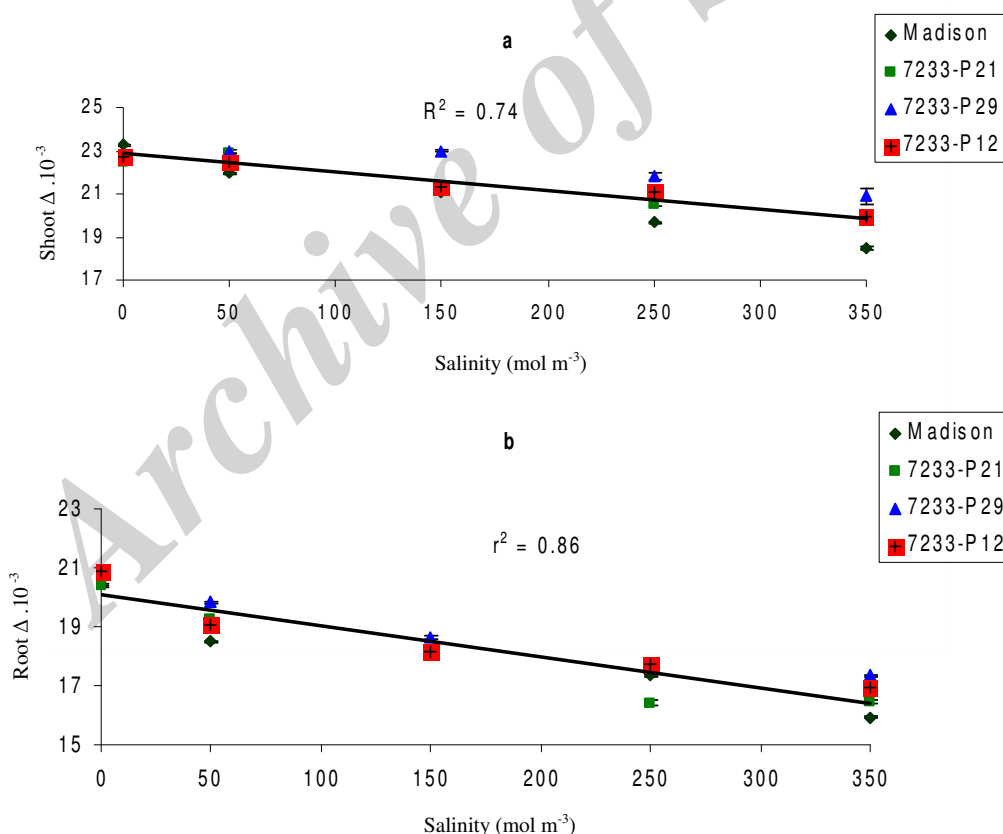 a
Madison
7233-P21
7233-P29
7233-P12
R² = 0.74
25
23
21
19
17
Shoot Δ .10⁻³
0 50 100 150 200 250 300 350
Salinity (mol m⁻³)
b
Madison
7233-P21
7233-P29
7233-P12
r² = 0.86
23
21
19
17
15
Root Δ .10⁻³
0 50 100 150 200 250 300 350
Salinity (mol m⁻³)
Archive of